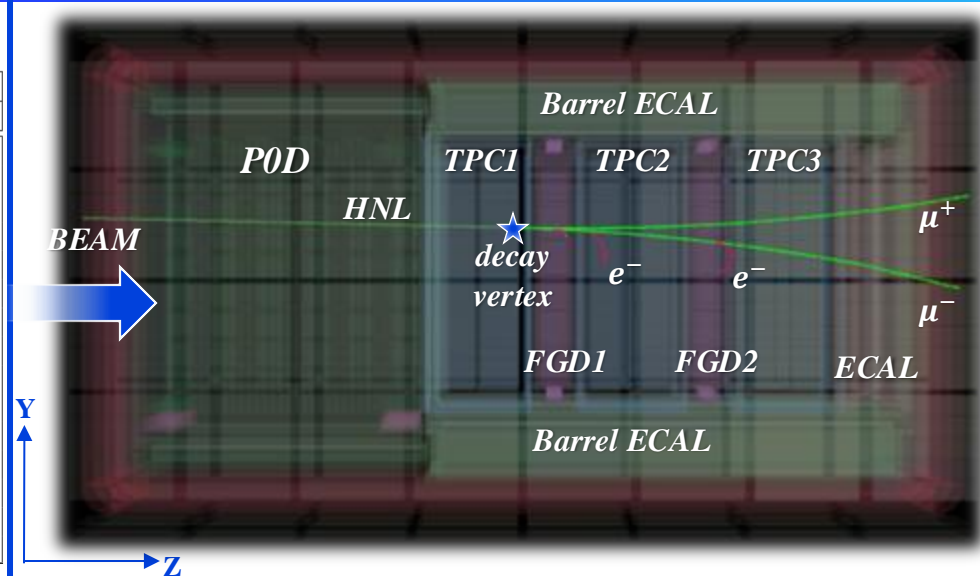 Barrel ECAL
P0D
TPC1
TPC2
TPC3
HNL
BEAM
μ⁺
decay
vertex
e⁻
e⁻
μ⁻
FGD1
FGD2
ECAL
Y
Barrel ECAL
Z